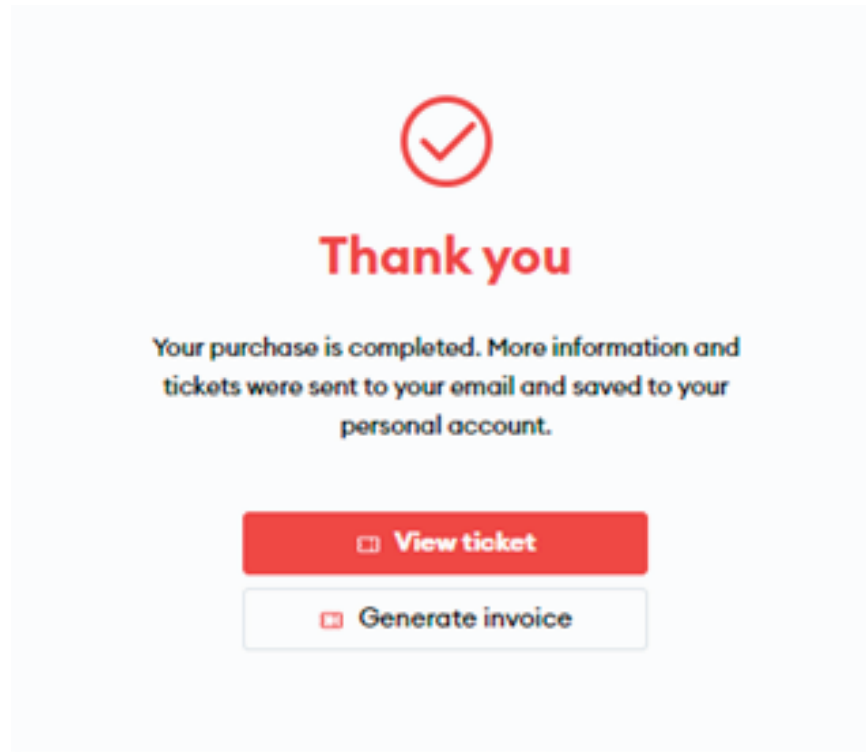 Thank you
Your purchase is completed. More information and
tickets were sent to your email and saved to your
personal account.
View ticket
Generate invoice